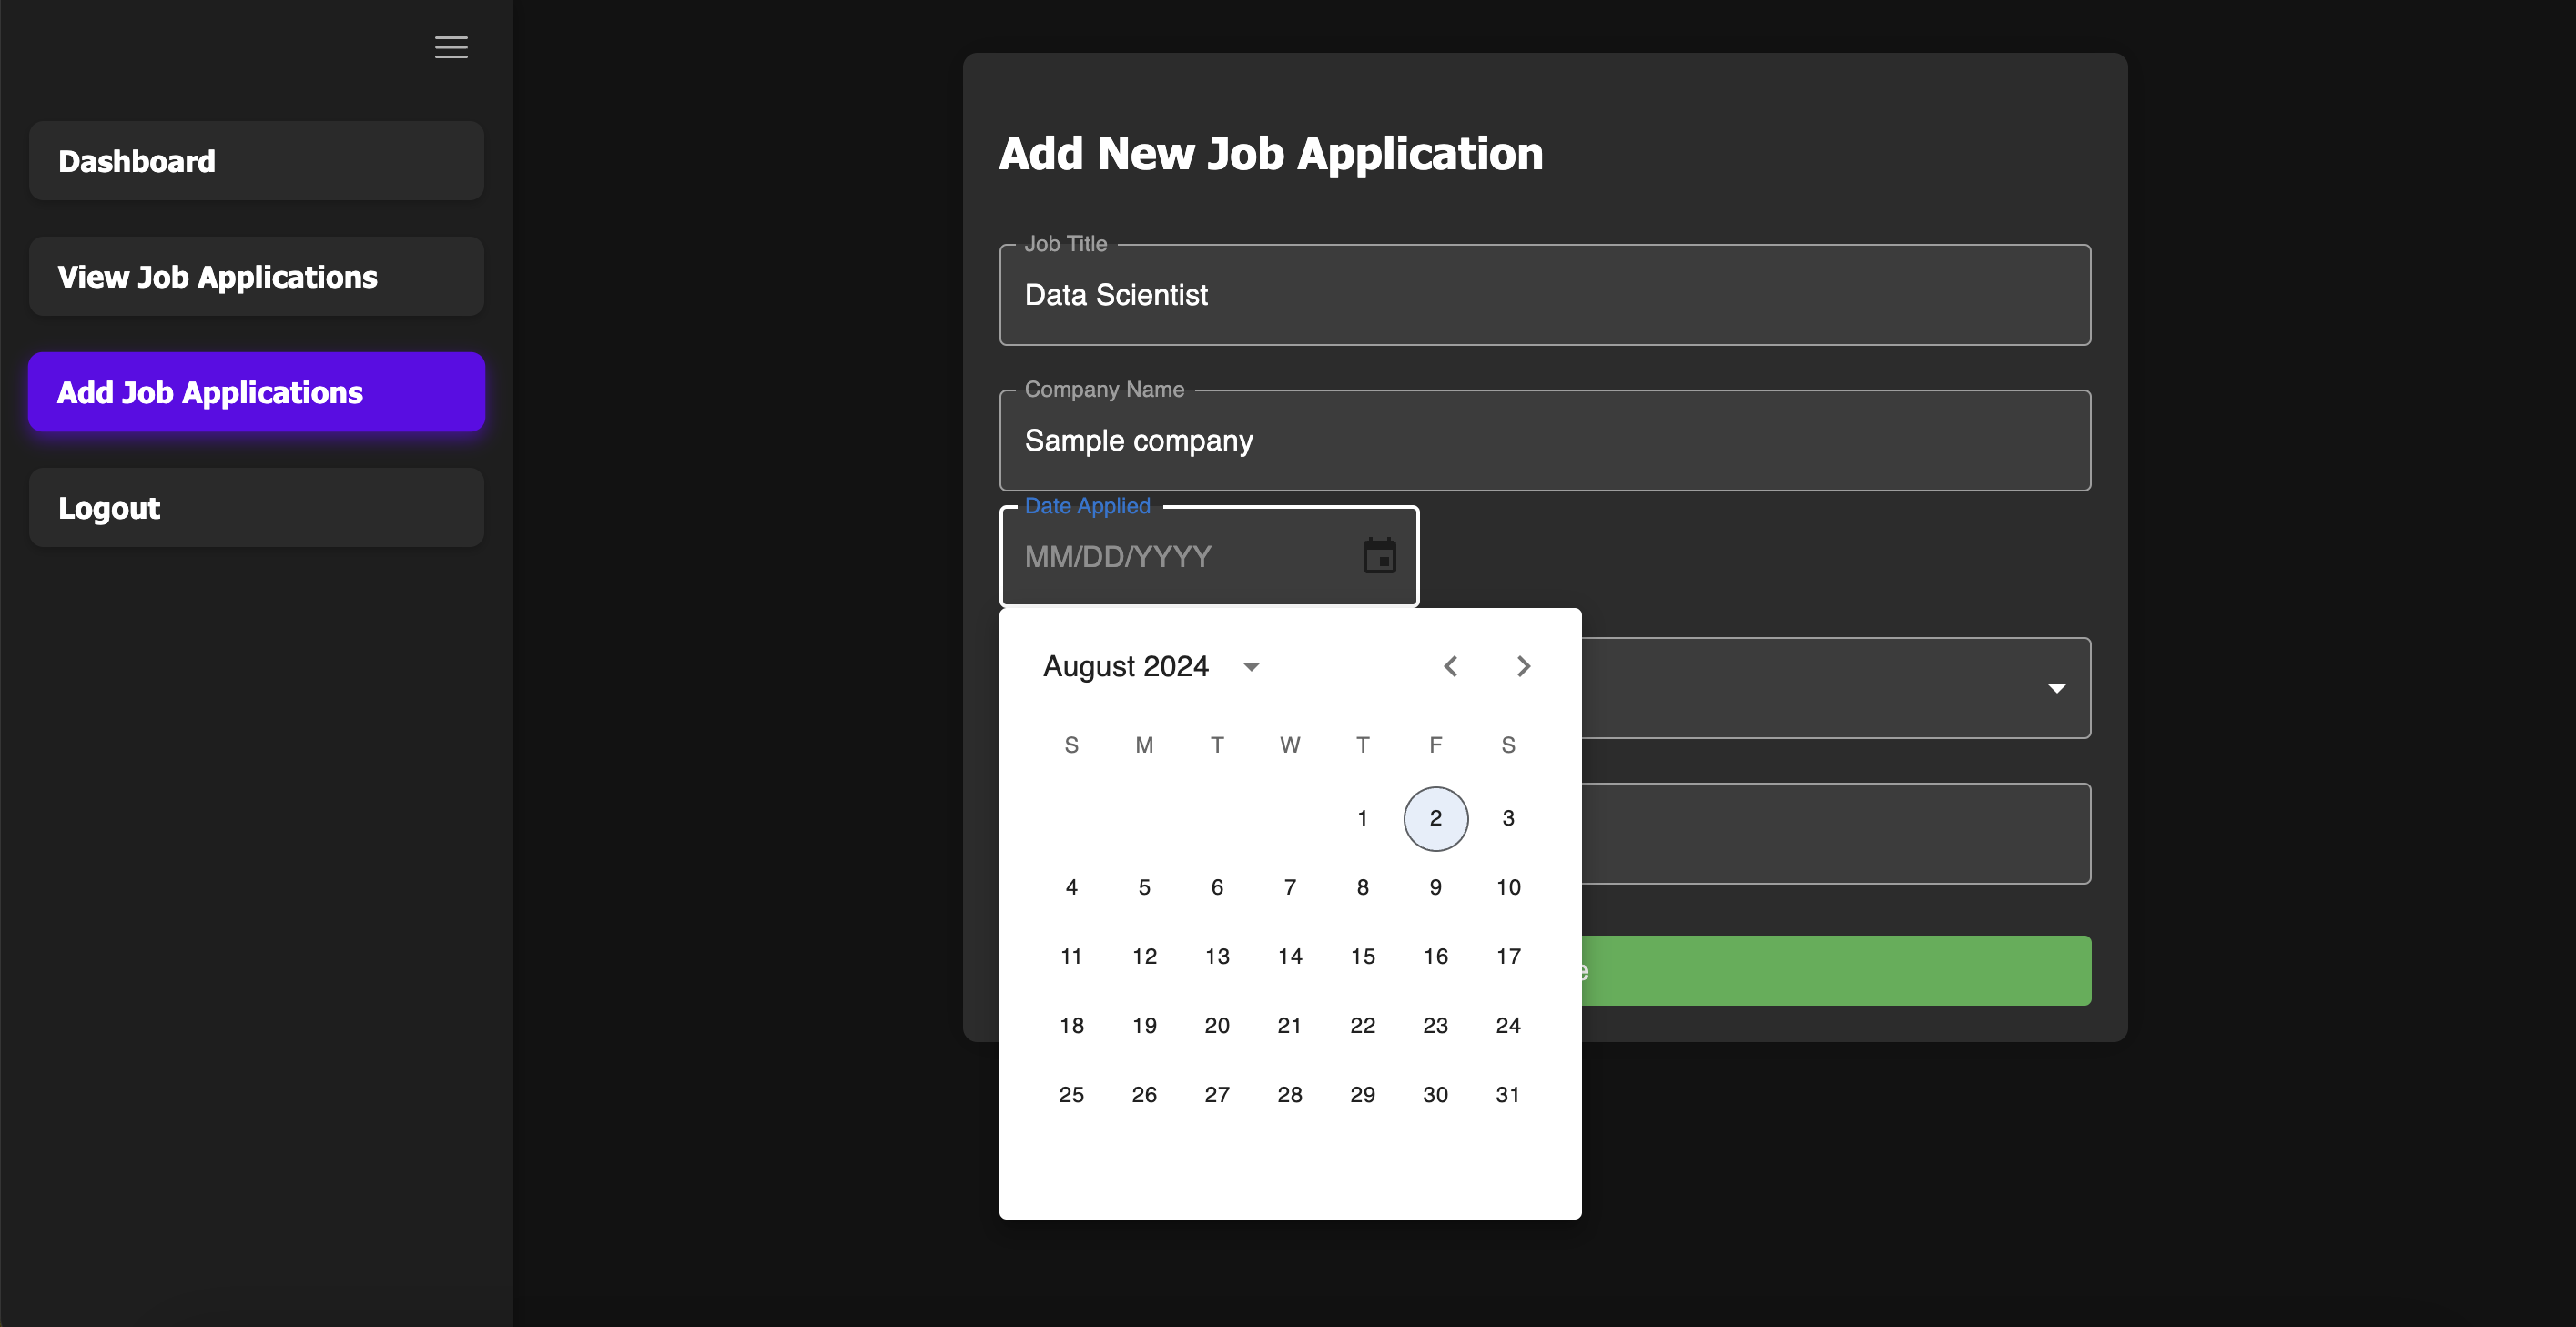 Dashboard
View Job Applications
Add Job Applications
Logout
Add New Job Application
Job Title
Data Scientist
Company Name
Sample company
Date Applied
MM/DD/YYYY
August 2024
S M T W T F S
1 2 3
4 5 6 7 8 9 10
11 12 13 14 15 16 17
18 19 20 21 22 23 24
25 26 27 28 29 30 31